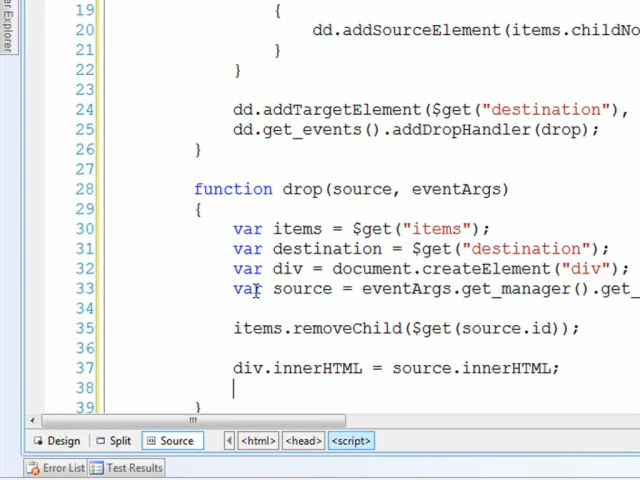 er Explorer
19 {
20 dd.addSourceElement(items.childNo
21 }
22 }
23
24 dd.addTargetElement($get("destination"),
25 dd.get_events().addDropHandler(drop);
26 }
27
28 function drop(source, eventArgs)
29 {
30 var items = $get("items");
31 var destination = $get("destination");
32 var div = document.createElement("div");
33 var source = eventArgs.get_manager().get_
34
35 items.removeChild($get(source.id));
36
37 div.innerHTML = source.innerHTML;
38
39 }
Design Split Source <html> <head> <script>
Error List Test Results